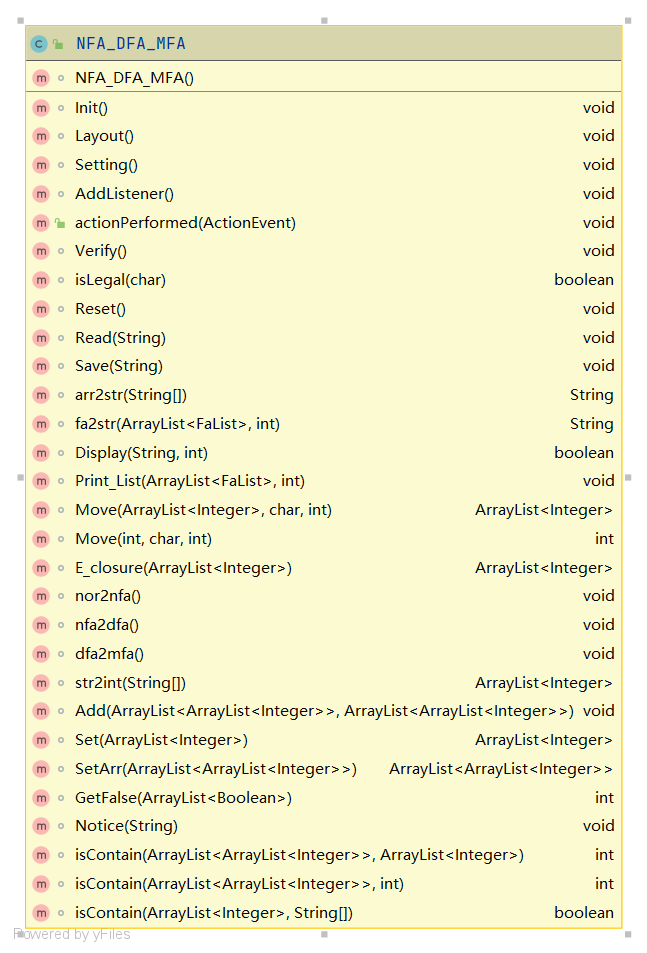 C NFA_DFA_MFA
m NFA_DFA_MFA()
m Init() void
m Layout() void
m Setting() void
m AddListener() void
m actionPerformed(ActionEvent) void
m Verify() void
m isLegal(char) boolean
m Reset() void
m Read(String) void
m Save(String) void
m arr2str(String[]) String
m fa2str(ArrayList<FaList>, int) String
m Display(String, int) boolean
m Print_List(ArrayList<FaList>, int) void
m Move(ArrayList<Integer>, char, int) ArrayList<Integer>
m Move(int, char, int) int
m E_closure(ArrayList<Integer>) ArrayList<Integer>
m nor2nfa() void
m nfa2dfa() void
m dfa2mfa() void
m str2int(String[]) ArrayList<Integer>
m Add(ArrayList<ArrayList<Integer>>, ArrayList<ArrayList<Integer>>) void
m Set(ArrayList<Integer>) ArrayList<Integer>
m SetArr(ArrayList<ArrayList<Integer>>) ArrayList<ArrayList<Integer>>
m GetFalse(ArrayList<Boolean>) int
m Notice(String) void
m isContain(ArrayList<ArrayList<Integer>>, ArrayList<Integer>) int
m isContain(ArrayList<ArrayList<Integer>>, int) int
m isContain(ArrayList<Integer>, String[]) boolean
Powered by yFiles